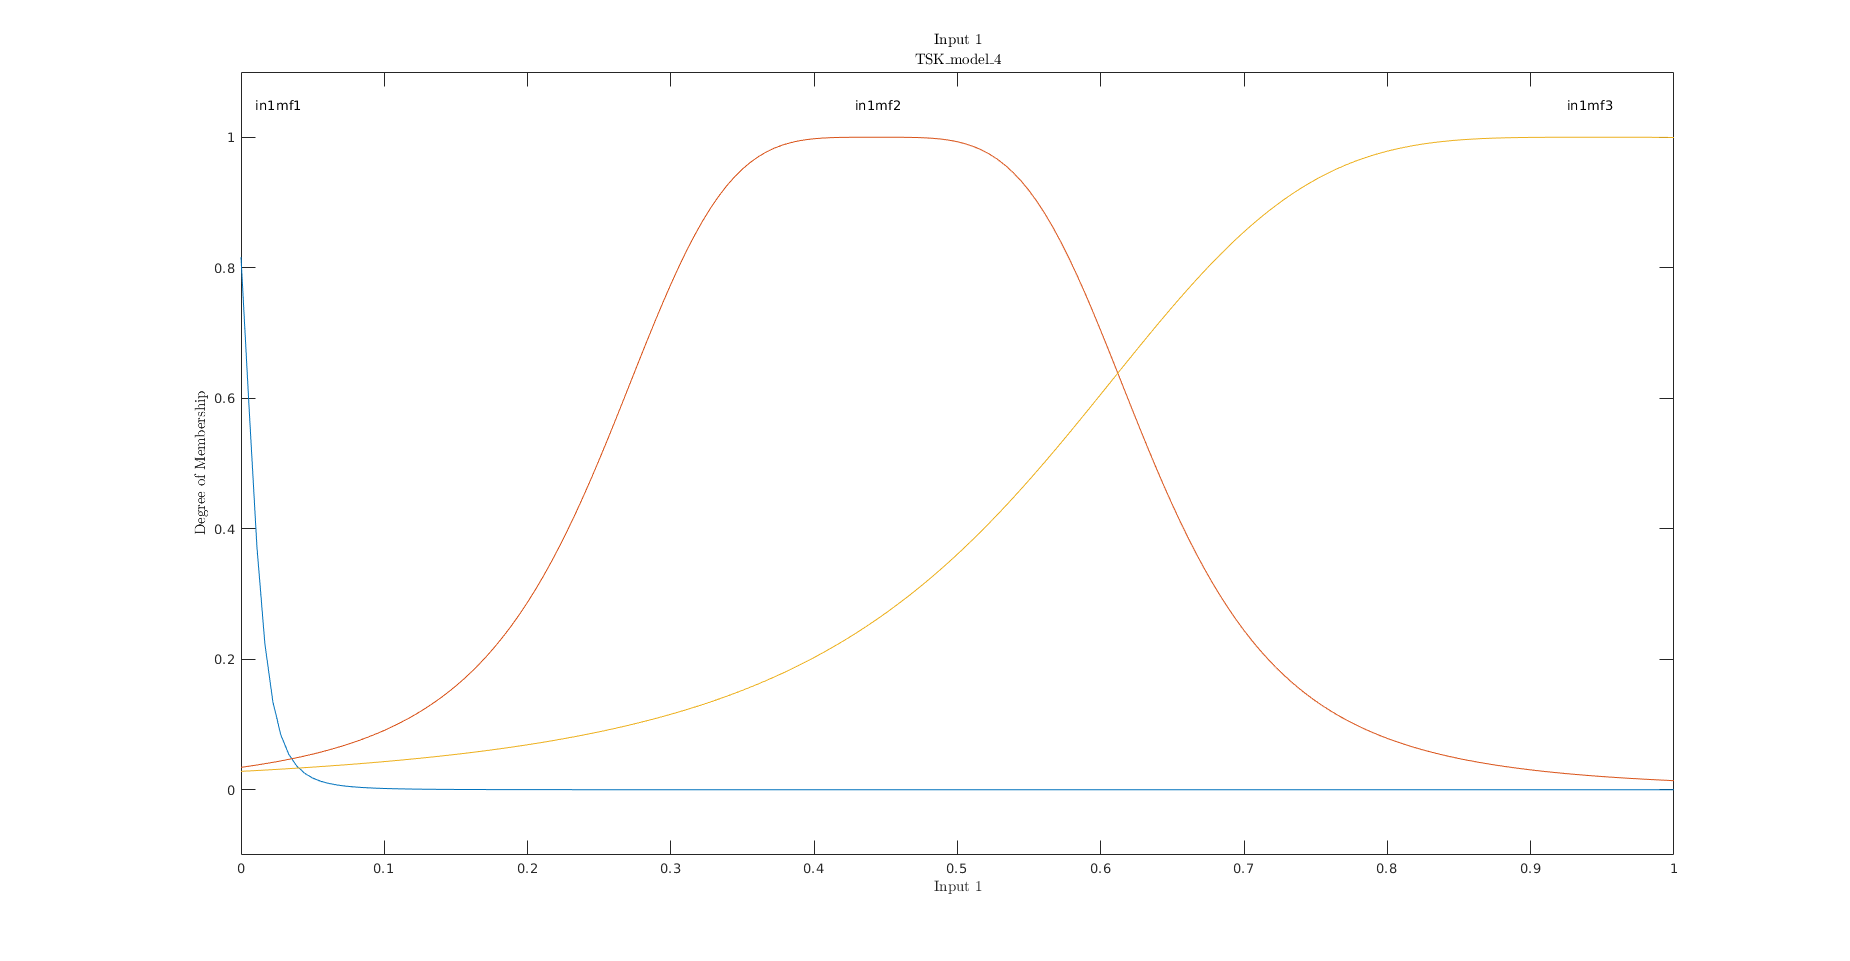 Input 1
TSK_model_4
in1mf1 in1mf2 in1mf3
1
0.8
0.6
0.4
0.2
0
Degree of Membership
0 0.1 0.2 0.3 0.4 0.5 0.6 0.7 0.8 0.9 1
Input 1